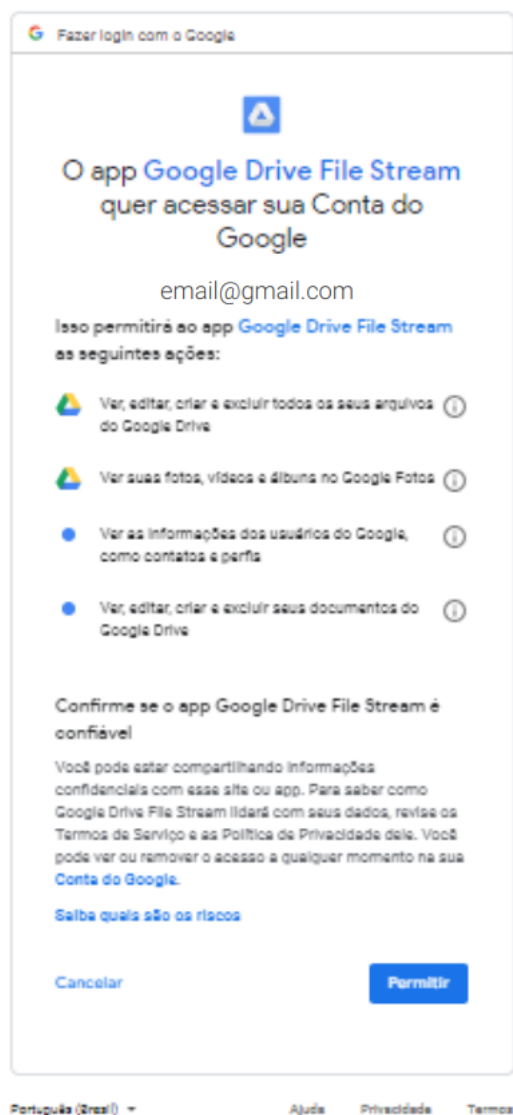 Fazer login com o Google
O app Google Drive File Stream
quer acessar sua Conta do
Google
email@gmail.com
Isso permitirá ao app Google Drive File Stream
as seguintes ações:
Ver, editar, criar e excluir todos os seus arquivos
do Google Drive
Ver suas fotos, vídeos e álbuns no Google Fotos
Ver as informações dos usuários do Google,
como contatos e perfis
Ver, editar, criar e excluir seus documentos do
Google Drive
Confirme se o app Google Drive File Stream é
confiável
Você pode estar compartilhando informações
confidenciais com esse site ou app. Para saber como
Google Drive File Stream lidará com seus dados, revise os
Termos de Serviço e as Política de Privacidade dele. Você
pode ver ou remover o acesso a qualquer momento na sua
Conta do Google.
Saiba quais são os riscos
Cancelar Permitir
Português (Brasil) Ajuda Privacidade Termos